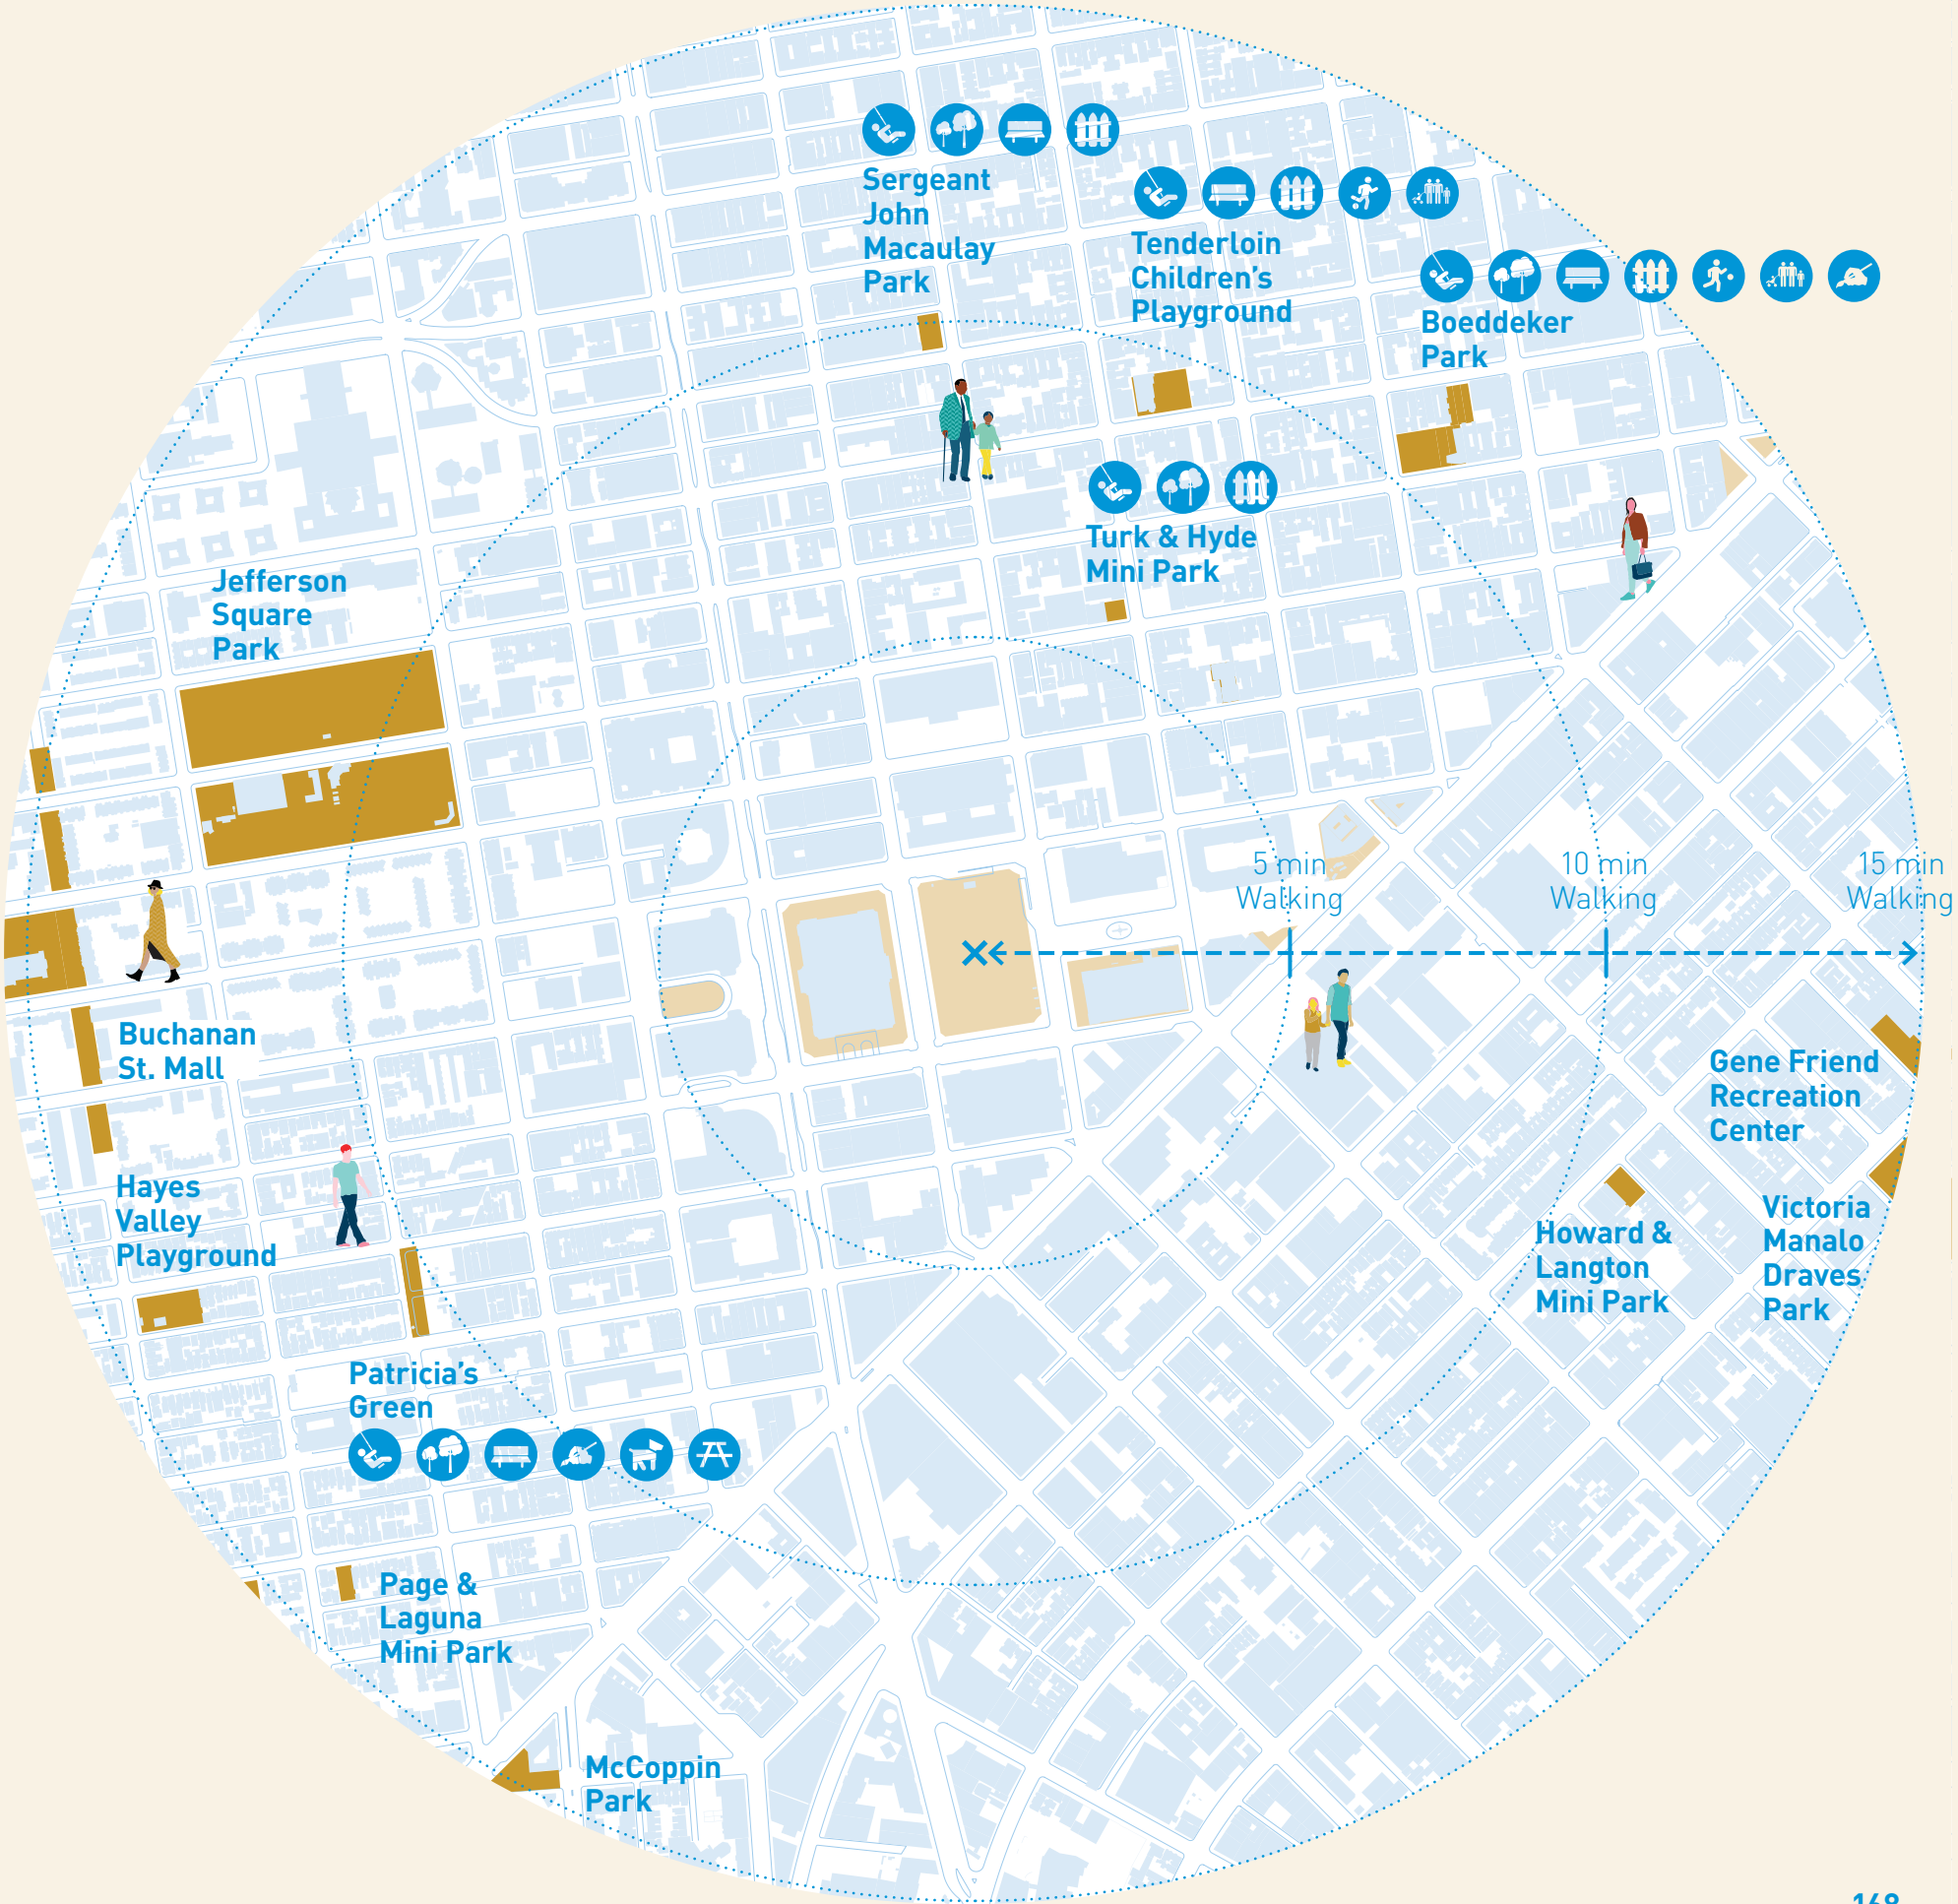 Sergeant
John
Macaulay
Park
Tenderloin
Children's
Playground
Boeddeker
Park
Turk & Hyde
Mini Park
Jefferson
Square
Park
5 min
Walking
10 min
Walking
15 min
Walking
Buchanan
St. Mall
Gene Friend
Recreation
Center
Hayes
Valley
Playground
Victoria
Manalo
Draves
Park
Howard &
Langton
Mini Park
Patricia's
Green
Page &
Laguna
Mini Park
McCoppin
Park
168